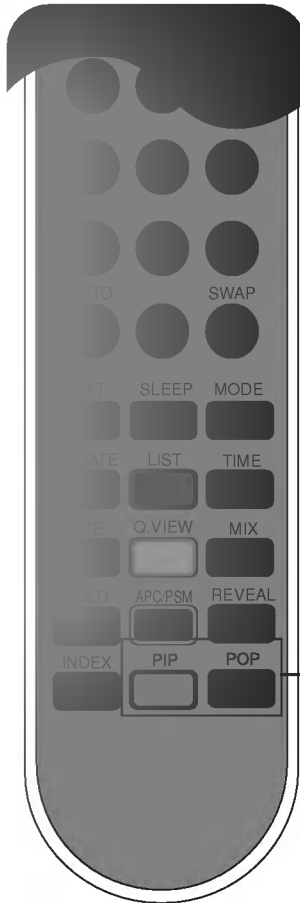 SWAP
SLEEP MODE
LIST TIME
Q.VIEW MIX
APC/PSM REVEAL
INDEX PIP POP